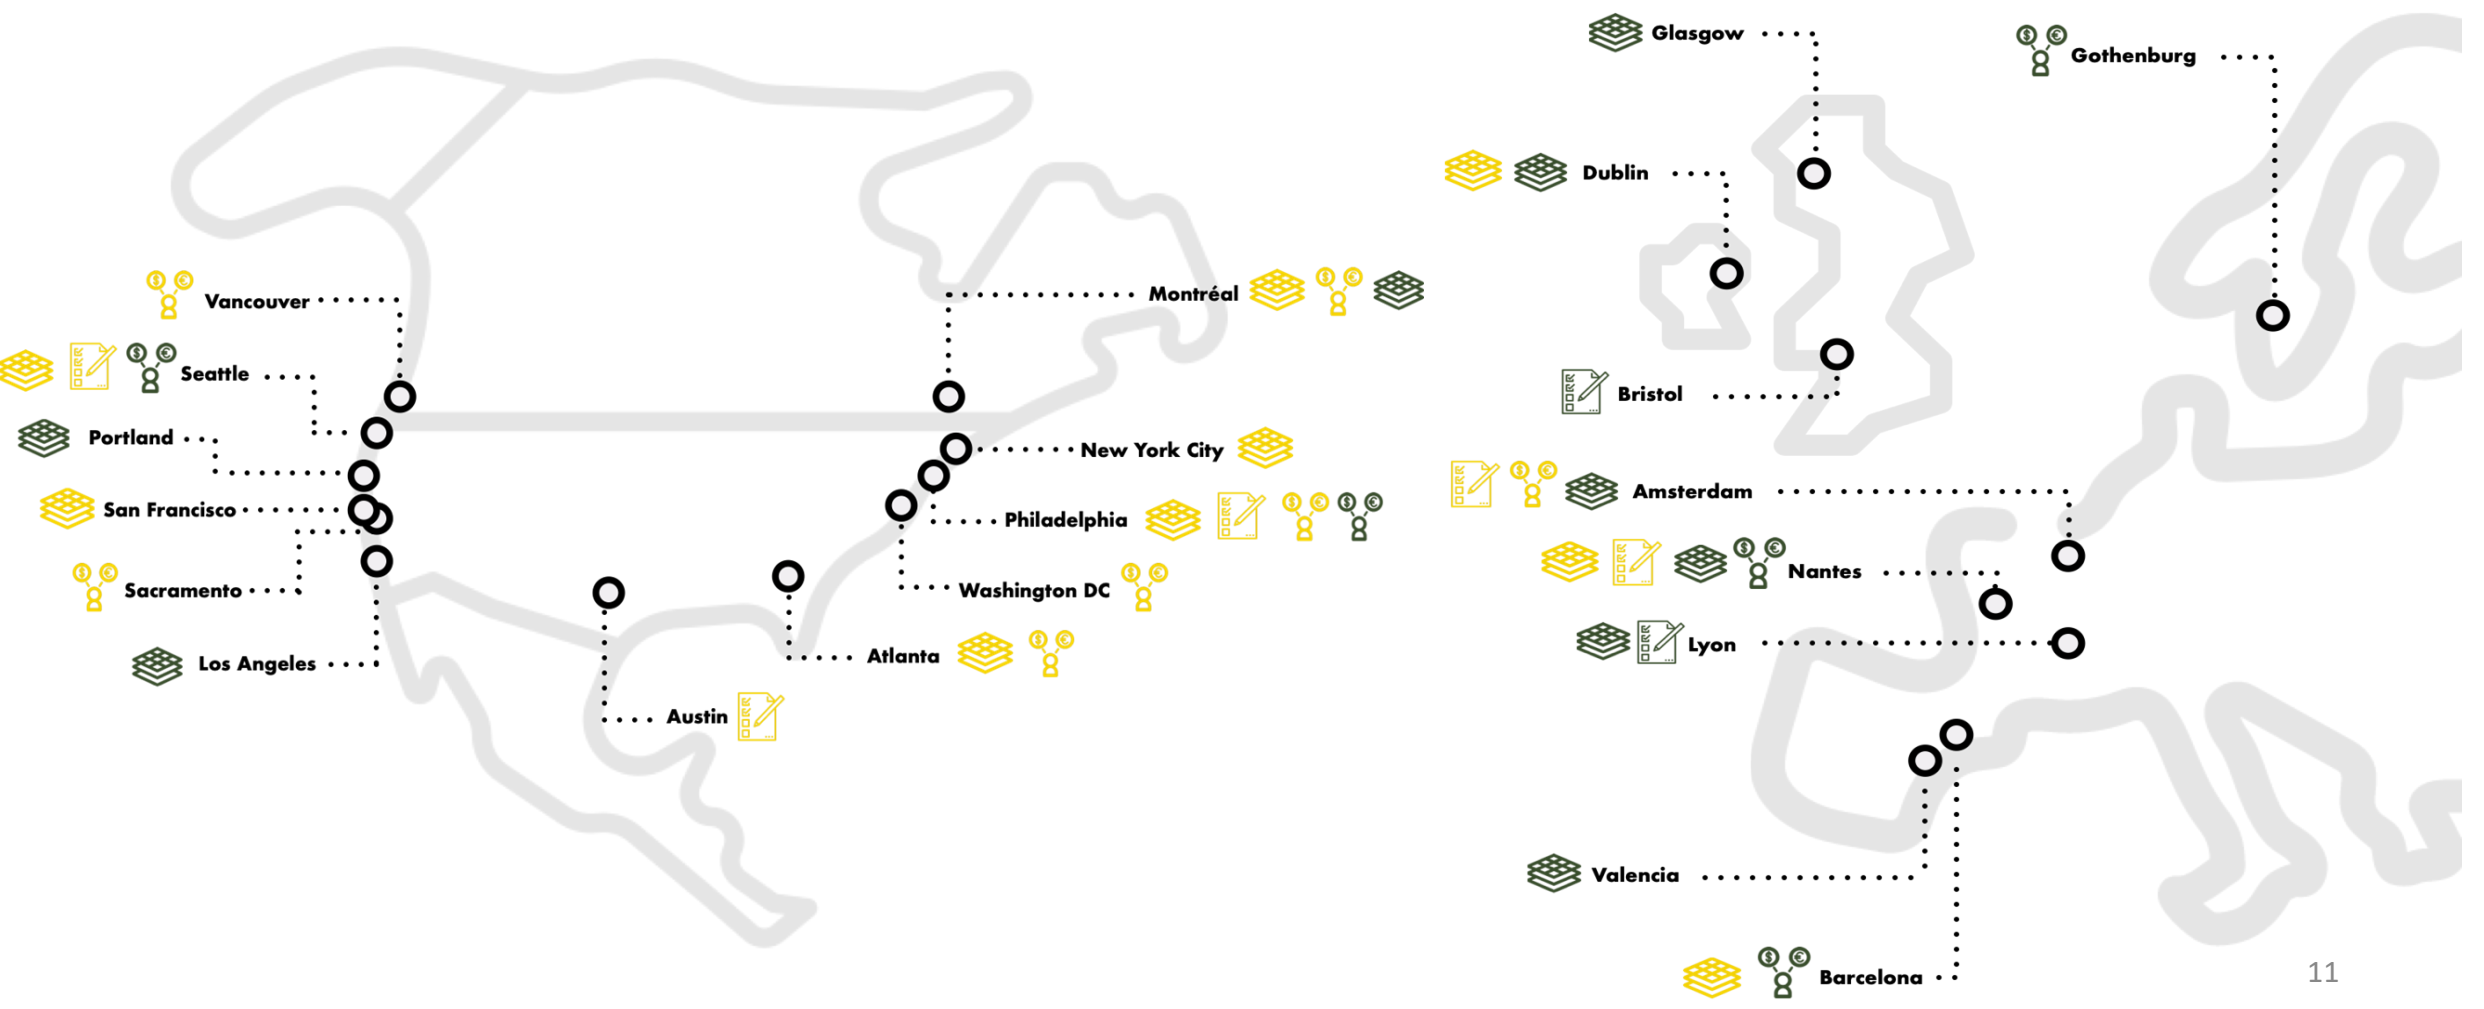 Vancouver
Seattle
Portland
San Francisco
Sacramento
Los Angeles
Montréal
New York City
Philadelphia
Washington DC
Atlanta
Austin
Glasgow
Gothenburg
Dublin
Bristol
Amsterdam
Nantes
Lyon
Valencia
Barcelona
11